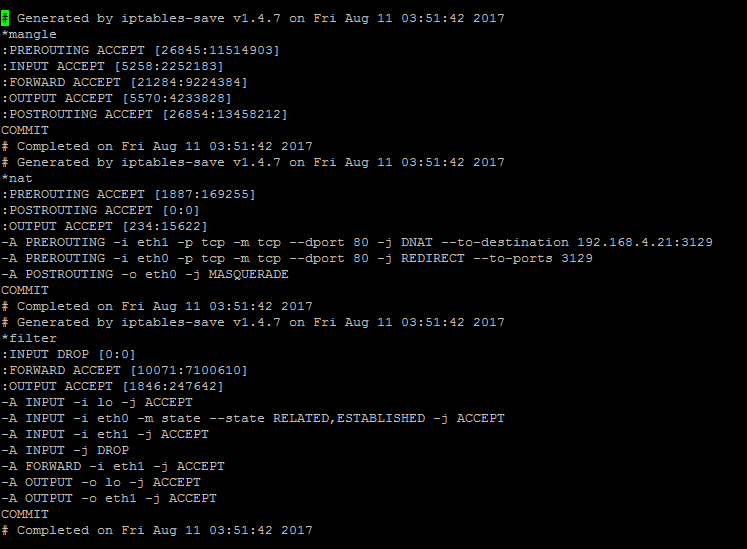 # Generated by iptables-save v1.4.7 on Fri Aug 11 03:51:42 2017
*mangle
:PREROUTING ACCEPT [26845:11514903]
:INPUT ACCEPT [5258:2252183]
:FORWARD ACCEPT [21284:9224384]
:OUTPUT ACCEPT [5570:4233828]
:POSTROUTING ACCEPT [26854:13458212]
COMMIT
# Completed on Fri Aug 11 03:51:42 2017
# Generated by iptables-save v1.4.7 on Fri Aug 11 03:51:42 2017
*nat
:PREROUTING ACCEPT [1887:169255]
:POSTROUTING ACCEPT [0:0]
:OUTPUT ACCEPT [234:15622]
-A PREROUTING -i eth1 -p tcp -m tcp --dport 80 -j DNAT --to-destination 192.168.4.21:3129
-A PREROUTING -i eth0 -p tcp -m tcp --dport 80 -j REDIRECT --to-ports 3129
-A POSTROUTING -o eth0 -j MASQUERADE
COMMIT
# Completed on Fri Aug 11 03:51:42 2017
# Generated by iptables-save v1.4.7 on Fri Aug 11 03:51:42 2017
*filter
:INPUT DROP [0:0]
:FORWARD ACCEPT [10071:7100610]
:OUTPUT ACCEPT [1846:247642]
-A INPUT -i lo -j ACCEPT
-A INPUT -i eth0 -m state --state RELATED,ESTABLISHED -j ACCEPT
-A INPUT -i eth1 -j ACCEPT
-A INPUT -j DROP
-A FORWARD -i eth1 -j ACCEPT
-A OUTPUT -o lo -j ACCEPT
-A OUTPUT -o eth1 -j ACCEPT
COMMIT
# Completed on Fri Aug 11 03:51:42 2017